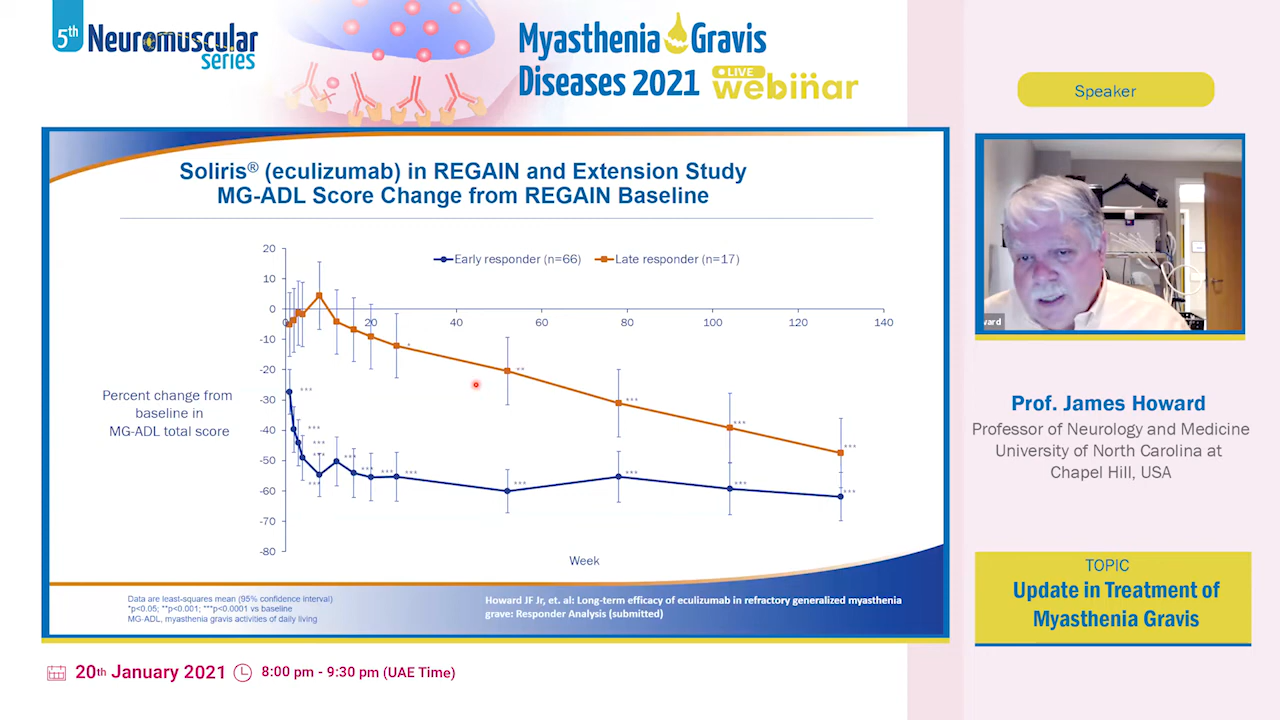 5th Neuromuscular
series
Myasthenia Gravis
Diseases 2021 LIVE webinar
Speaker
Soliris® (eculizumab) in REGAIN and Extension Study
MG-ADL Score Change from REGAIN Baseline
Early responder (n=66) Late responder (n=17)
20
10
0
-10
-20
-30
-40
-50
-60
-70
-80
0 20 40 60 80 100 120 140
Percent change from
baseline in
MG-ADL total score
* ** *** *** ***
*** *** *** *** *** *** *** *** *** *** *** *** ***
Week
Data are least-squares mean (95% confidence interval)
*p<0.05; **p<0.001; ***p<0.0001 vs baseline
MG-ADL, myasthenia gravis activities of daily living
Howard JF Jr, et. al: Long-term efficacy of eculizumab in refractory generalized myasthenia
grave: Responder Analysis (submitted)
ward
Prof. James Howard
Professor of Neurology and Medicine
University of North Carolina at
Chapel Hill, USA
TOPIC
Update in Treatment of
Myasthenia Gravis
20th January 2021 8:00 pm - 9:30 pm (UAE Time)